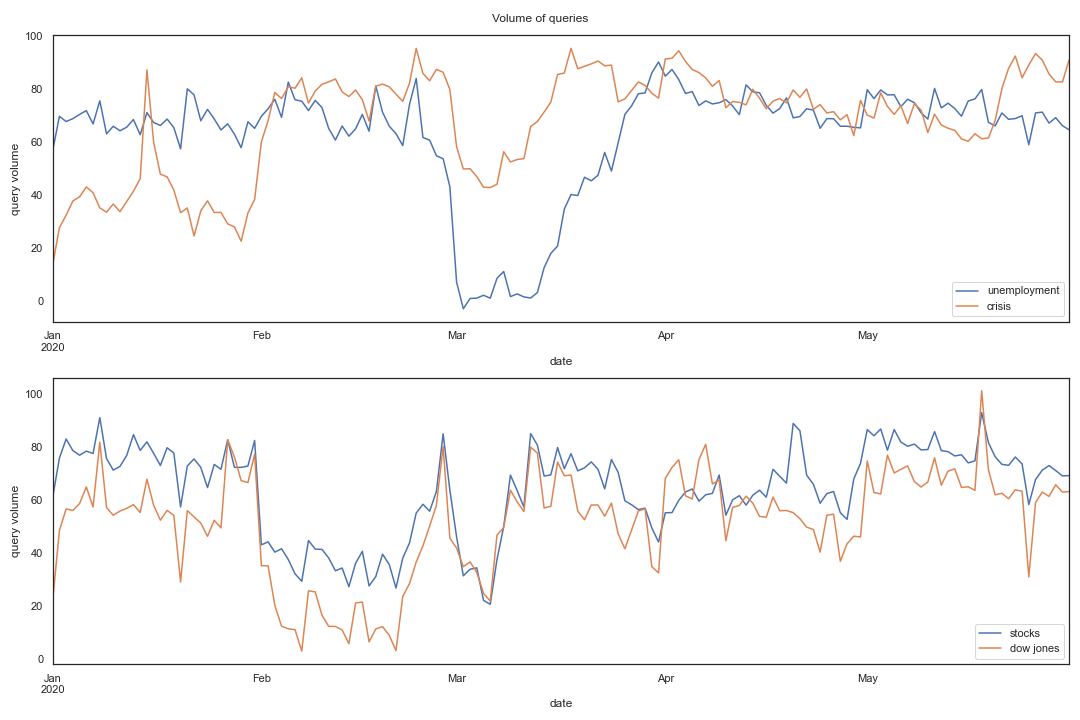 Volume of queries
100
80
60
40
20
0
query volume
Jan
2020
Feb
Mar
Apr
May
date
unemployment
crisis
100
80
60
40
20
0
query volume
Jan
2020
Feb
Mar
Apr
May
date
stocks
dow jones